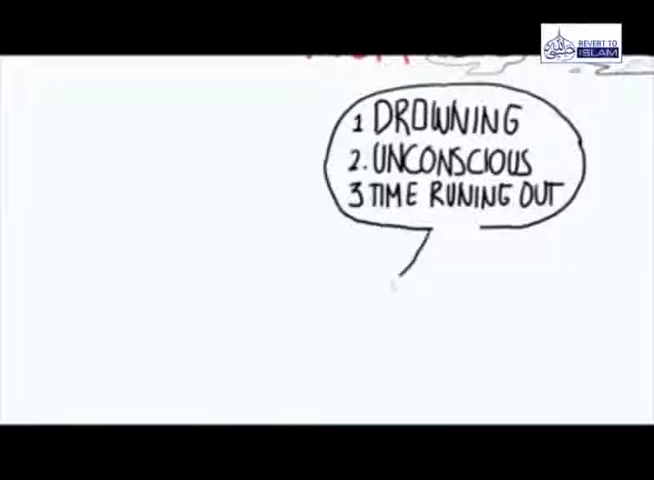 REVERT TO
ISLAM
1 DROWNING
2. UNCONSCIOUS
3 TIME RUNING OUT